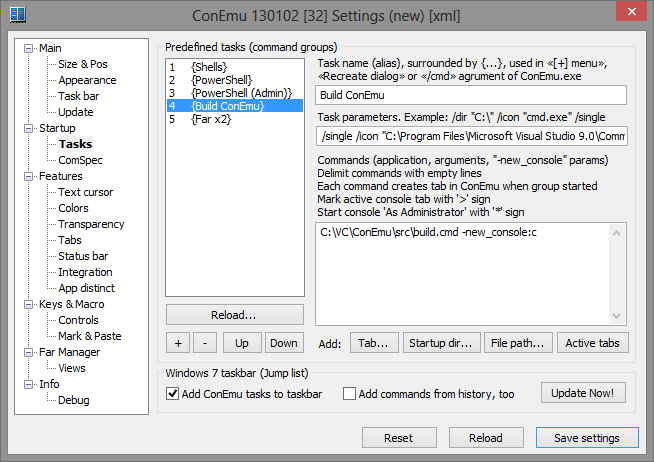 ConEmu 130102 [32] Settings (new) [xml]
Main
Size & Pos
Appearance
Task bar
Update
Startup
Tasks
ComSpec
Features
Text cursor
Colors
Transparency
Tabs
Status bar
Integration
App distinct
Keys & Macro
Controls
Mark & Paste
Far Manager
Views
Info
Debug
Predefined tasks (command groups)
1 {Shells}
2 {PowerShell}
3 {PowerShell (Admin)}
4 {Build ConEmu}
5 {Far x2}
Reload...
+ - Up Down
Task name (alias), surrounded by {...}, used in «[+] menu»,
«Recreate dialog» or «/cmd» agrument of ConEmu.exe
Build ConEmu
Task parameters. Example: /dir "C:\" /icon "cmd.exe" /single
/single /icon "C:\Program Files\Microsoft Visual Studio 9.0\Comm
Commands (application, arguments, "-new_console" params)
Delimit commands with empty lines
Each command creates tab in ConEmu when group started
Mark active console tab with '>' sign
Start console 'As Administrator' with '*' sign
C:\VC\ConEmu\src\build.cmd -new_console:c
Add: Tab... Startup dir... File path... Active tabs
Windows 7 taskbar (Jump list)
Add ConEmu tasks to taskbar
Add commands from history, too
Update Now!
Reset Reload Save settings